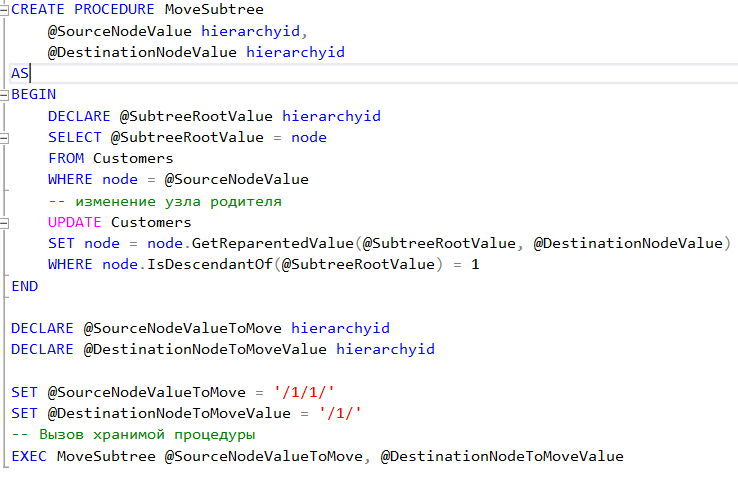 CREATE PROCEDURE MoveSubtree
    @SourceNodeValue hierarchyid,
    @DestinationNodeValue hierarchyid
AS
BEGIN
    DECLARE @SubtreeRootValue hierarchyid
    SELECT @SubtreeRootValue = node
    FROM Customers
    WHERE node = @SourceNodeValue
    -- изменение узла родителя
    UPDATE Customers
    SET node = node.GetReparentedValue(@SubtreeRootValue, @DestinationNodeValue)
    WHERE node.IsDescendantOf(@SubtreeRootValue) = 1
END

DECLARE @SourceNodeValueToMove hierarchyid
DECLARE @DestinationNodeToMoveValue hierarchyid

SET @SourceNodeValueToMove = '/1/1/'
SET @DestinationNodeToMoveValue = '/1/'
-- Вызов хранимой процедуры
EXEC MoveSubtree @SourceNodeValueToMove, @DestinationNodeToMoveValue